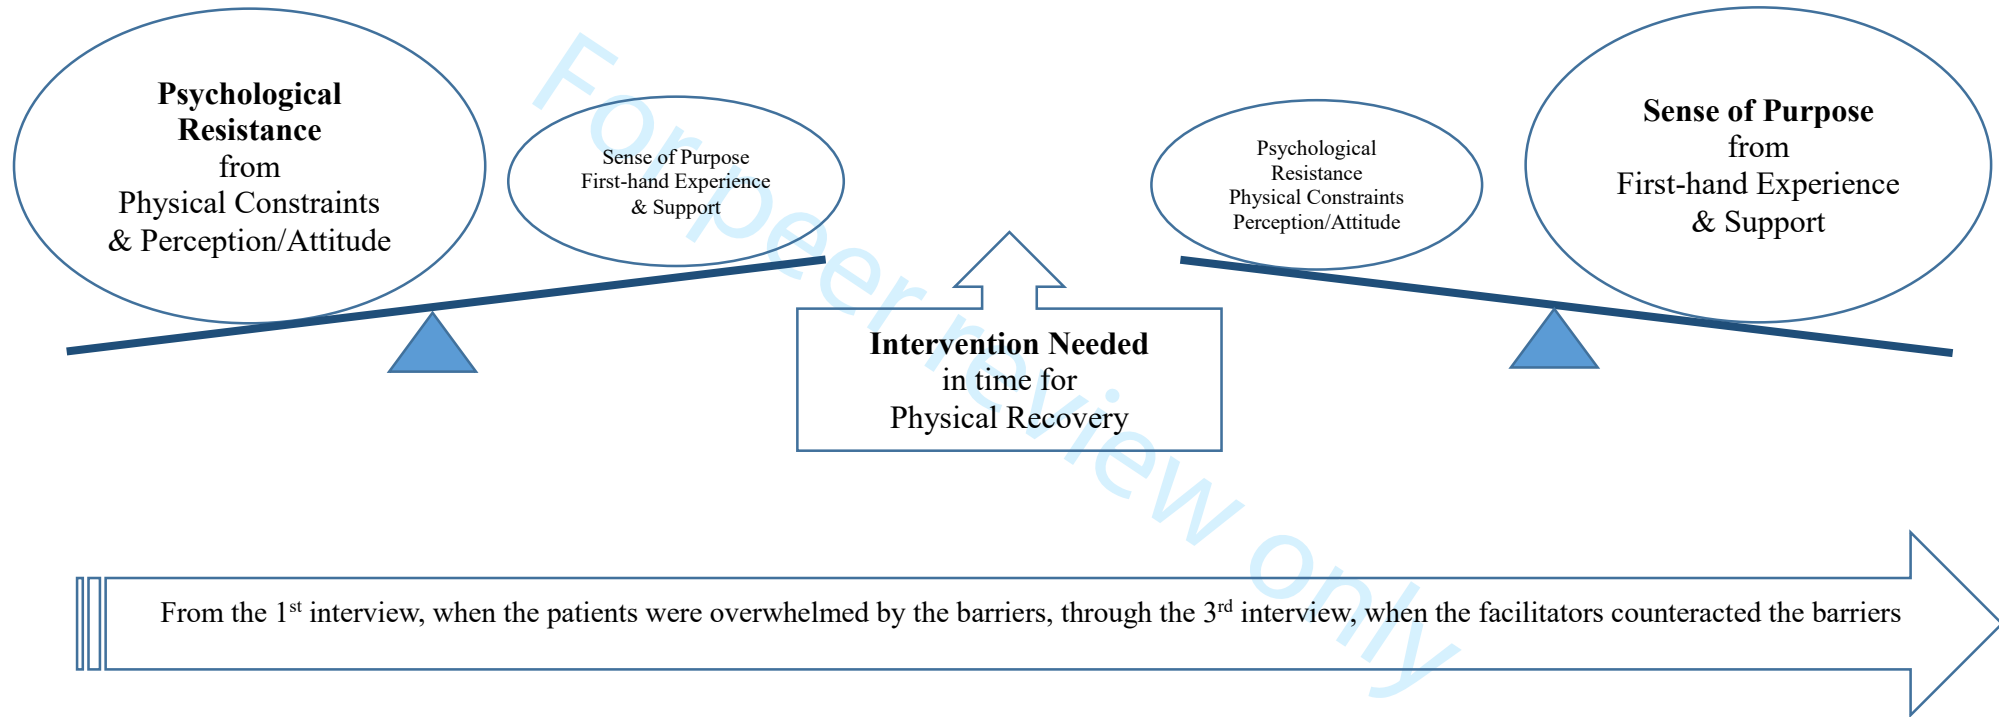 Psychological
Resistance
from
Physical Constraints
& Perception/Attitude
Sense of Purpose
First-hand Experience
& Support
Psychological
Resistance
Physical Constraints
Perception/Attitude
Sense of Purpose
from
First-hand Experience
& Support
Intervention Needed
in time for
Physical Recovery
From the 1st interview, when the patients were overwhelmed by the barriers, through the 3rd interview, when the facilitators counteracted the barriers
For peer review only